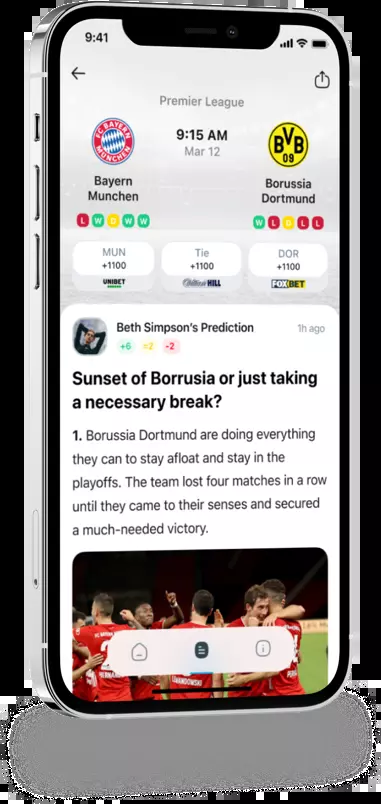 9:41
Premier League
FC BAYERN
MÜNCHEN
9:15 AM
Mar 12
BVB
09
Bayern
Munchen
Borussia
Dortmund
L W D W W
W L D L L
MUN
+1100
Tie
+1100
DOR
+1100
UNIBET
William HILL
FOXBET
Beth Simpson's Prediction
1h ago
+6 =2 -2
Sunset of Borrusia or just taking
a necessary break?
1. Borussia Dortmund are doing everything
they can to stay afloat and stay in the
playoffs. The team lost four matches in a row
until they came to their senses and secured
a much-needed victory.